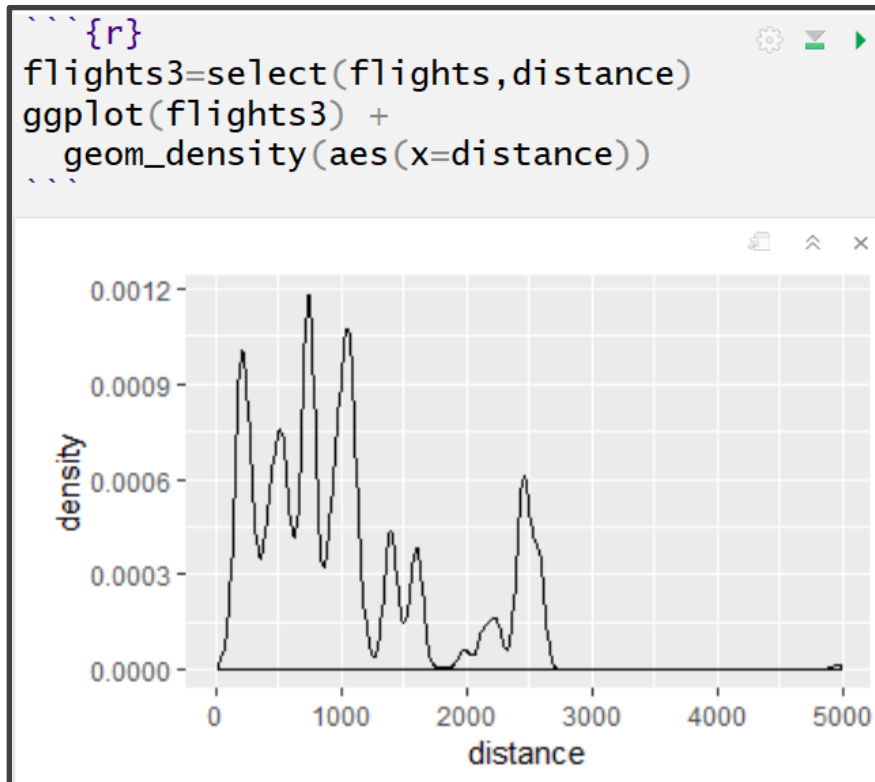 ```{r}
flights3=select(flights,distance)
ggplot(flights3) +
  geom_density(aes(x=distance))
```
0.0012
0.0009
0.0006
0.0003
0.0000
density
0 1000 2000 3000 4000 5000
distance